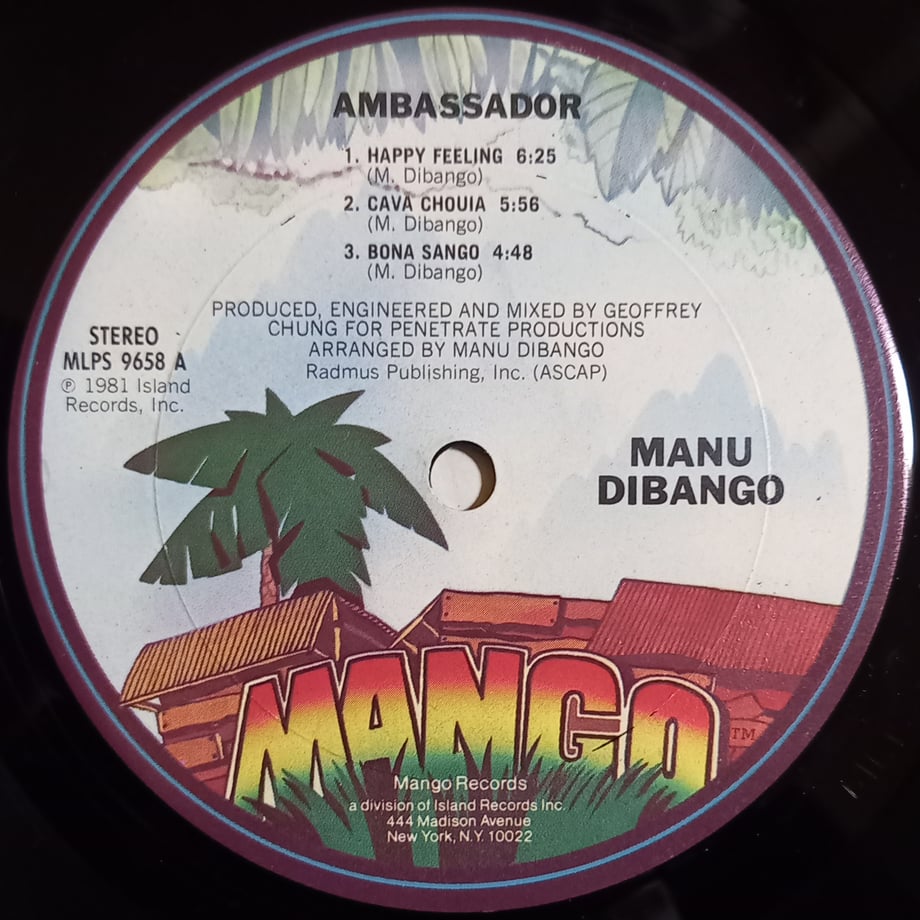 AMBASSADOR
1. HAPPY FEELING 6:25
(M. Dibango)
2. CAVA CHOUIA 5:56
(M. Dibango)
3. BONA SANGO 4:48
(M. Dibango)
PRODUCED, ENGINEERED AND MIXED BY GEOFFREY
CHUNG FOR PENETRATE PRODUCTIONS
ARRANGED BY MANU DIBANGO
Radmus Publishing, Inc. (ASCAP)
STEREO
MLPS 9658 A
℗ 1981 Island
Records, Inc.
MANU
DIBANGO
MANGO
TM
Mango Records
a division of Island Records Inc.
444 Madison Avenue
New York, N.Y. 10022